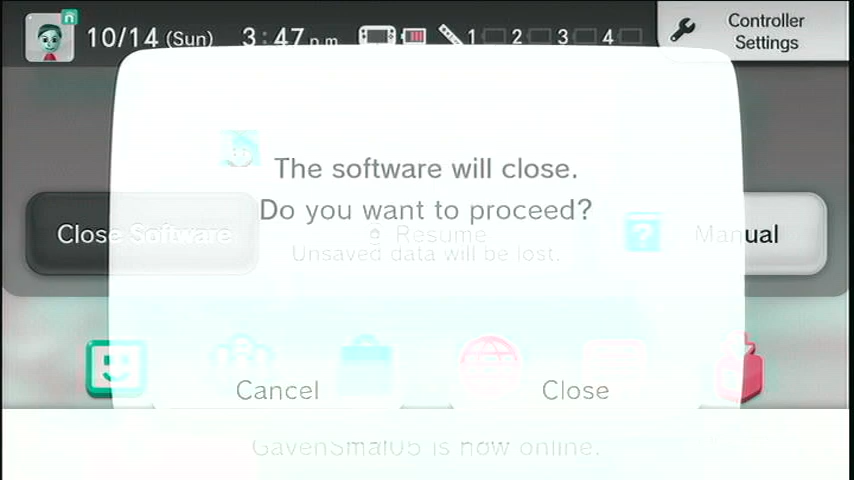 10/14 (Sun) 3:47 p.m. 1 2 3 4
Controller
Settings
The software will close.
Do you want to proceed?
Unsaved data will be lost.
Close Software
Resume
Manual
Cancel Close
GavenSmal05 is now online.